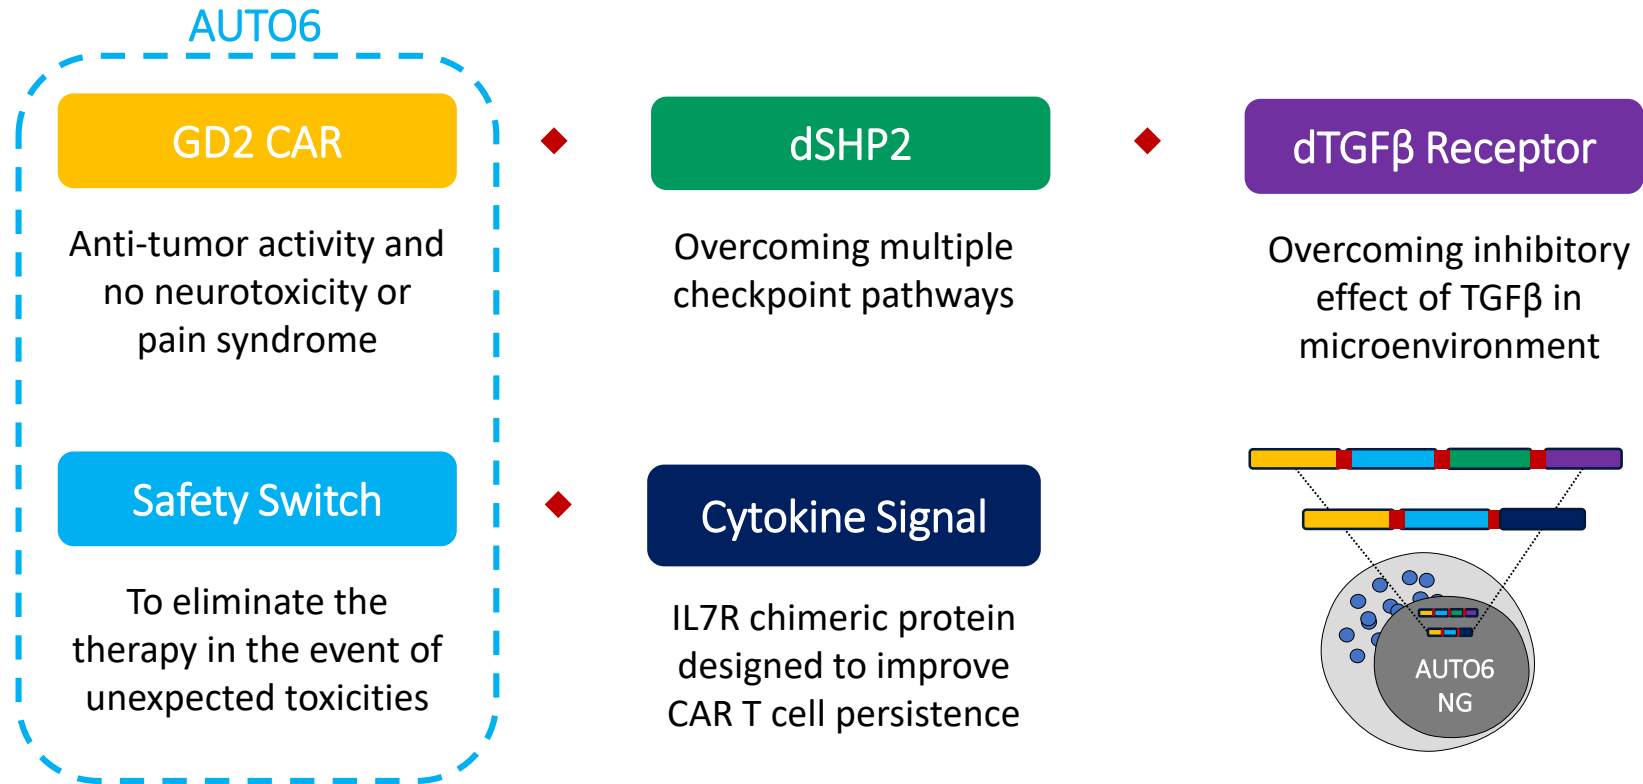 AUTO6
GD2 CAR
Anti-tumor activity and
no neurotoxicity or
pain syndrome
dSHP2
Overcoming multiple
checkpoint pathways
dTGFβ Receptor
Overcoming inhibitory
effect of TGFβ in
microenvironment
Safety Switch
To eliminate the
therapy in the event of
unexpected toxicities
Cytokine Signal
IL7R chimeric protein
designed to improve
CAR T cell persistence
AUTO6
NG